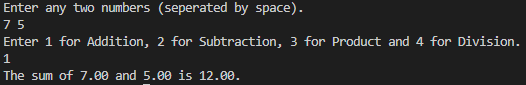 Enter any two numbers (seperated by space).
7 5
Enter 1 for Addition, 2 for Subtraction, 3 for Product and 4 for Division.
1
The sum of 7.00 and 5.00 is 12.00.